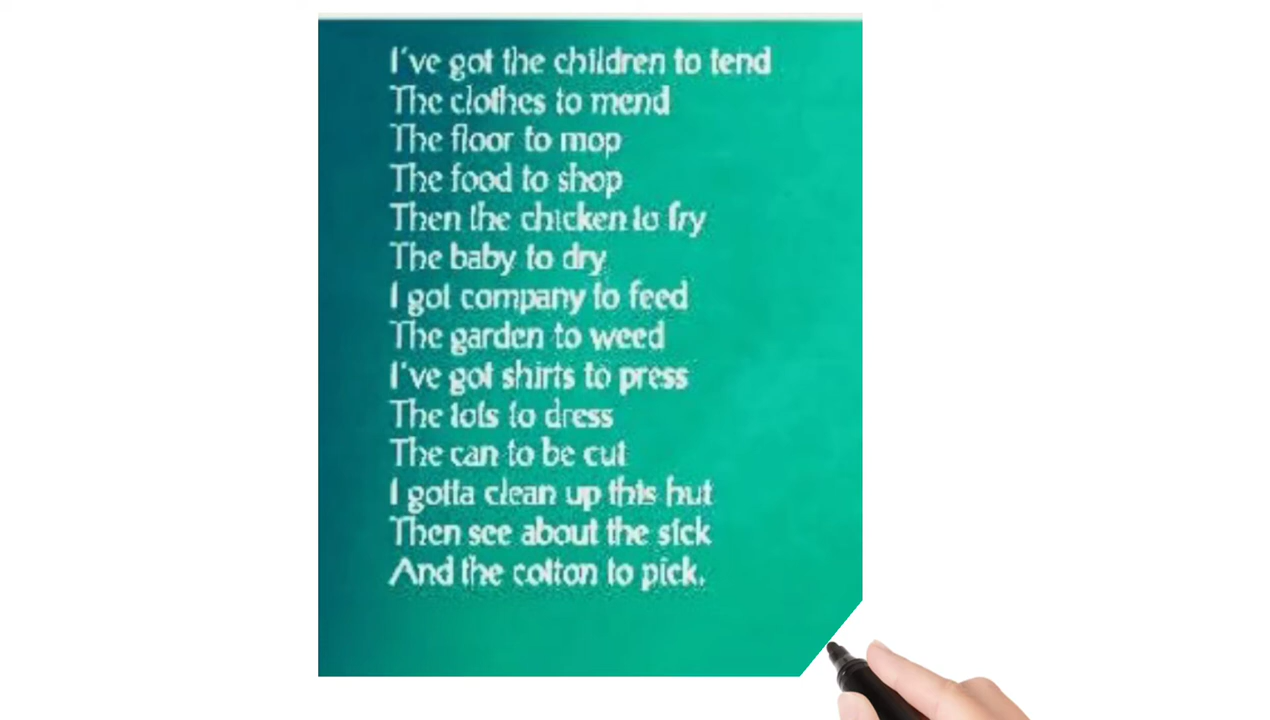 I've got the children to tend
The clothes to mend
The floor to mop
The food to shop
Then the chicken to fry
The baby to dry
I got company to feed
The garden to weed
I've got shirts to press
The tots to dress
The can to be cut
I gotta clean up this hut
Then see about the sick
And the cotton to pick.